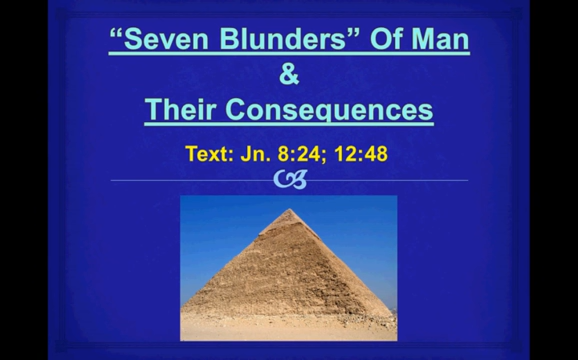 “Seven Blunders” Of Man
&
Their Consequences
Text: Jn. 8:24; 12:48